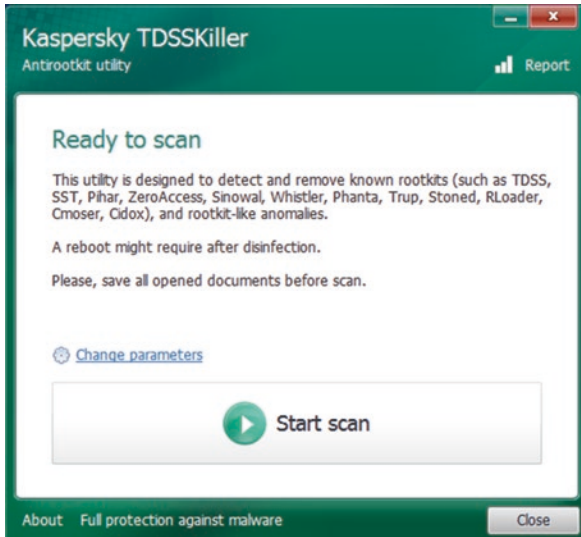 Kaspersky TDSSKiller
Antirootkit utility
Report
Ready to scan
This utility is designed to detect and remove known rootkits (such as TDSS,
SST, Pihar, ZeroAccess, Sinowal, Whistler, Phanta, Trup, Stoned, RLoader,
Cmoser, Cidox), and rootkit-like anomalies.
A reboot might require after disinfection.
Please, save all opened documents before scan.
Change parameters
Start scan
About Full protection against malware Close